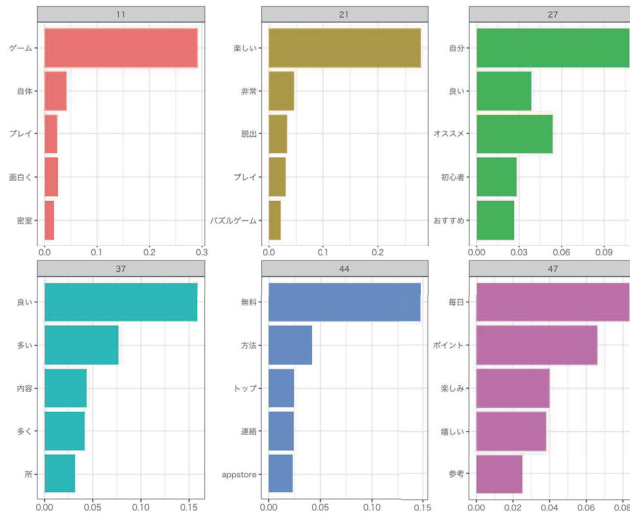 11
ゲーム
自体
プレイ
面白く
密室
0.0 0.1 0.2 0.3
21
楽しい
非常
脱出
プレイ
パズルゲーム
0.0 0.1 0.2
27
自分
良い
オススメ
初心者
おすすめ
0.00 0.03 0.06 0.09
37
良い
多い
内容
多く
所
0.00 0.05 0.10 0.15
44
無料
方法
トップ
連絡
appstore
0.00 0.05 0.10 0.15
47
毎日
ポイント
楽しみ
嬉しい
参考
0.00 0.02 0.04 0.06 0.08